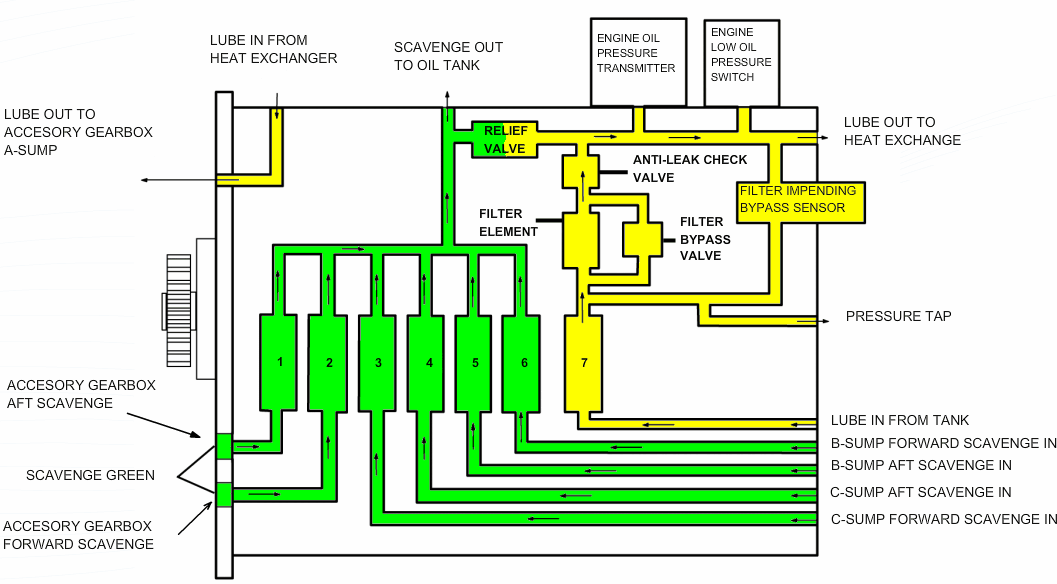 LUBE IN FROM
HEAT EXCHANGER
SCAVENGE OUT
TO OIL TANK
ENGINE OIL
PRESSURE
TRANSMITTER
ENGINE
LOW OIL
PRESSURE
SWITCH
LUBE OUT TO
ACCESORY GEARBOX
A-SUMP
RELIEF
VALVE
LUBE OUT TO
HEAT EXCHANGE
ANTI-LEAK CHECK
VALVE
FILTER IMPENDING
BYPASS SENSOR
FILTER
ELEMENT
FILTER
BYPASS
VALVE
PRESSURE TAP
1
2
3
4
5
6
7
ACCESORY GEARBOX
AFT SCAVENGE
LUBE IN FROM TANK
B-SUMP FORWARD SCAVENGE IN
B-SUMP AFT SCAVENGE IN
SCAVENGE GREEN
C-SUMP AFT SCAVENGE IN
C-SUMP FORWARD SCAVENGE IN
ACCESORY GEARBOX
FORWARD SCAVENGE